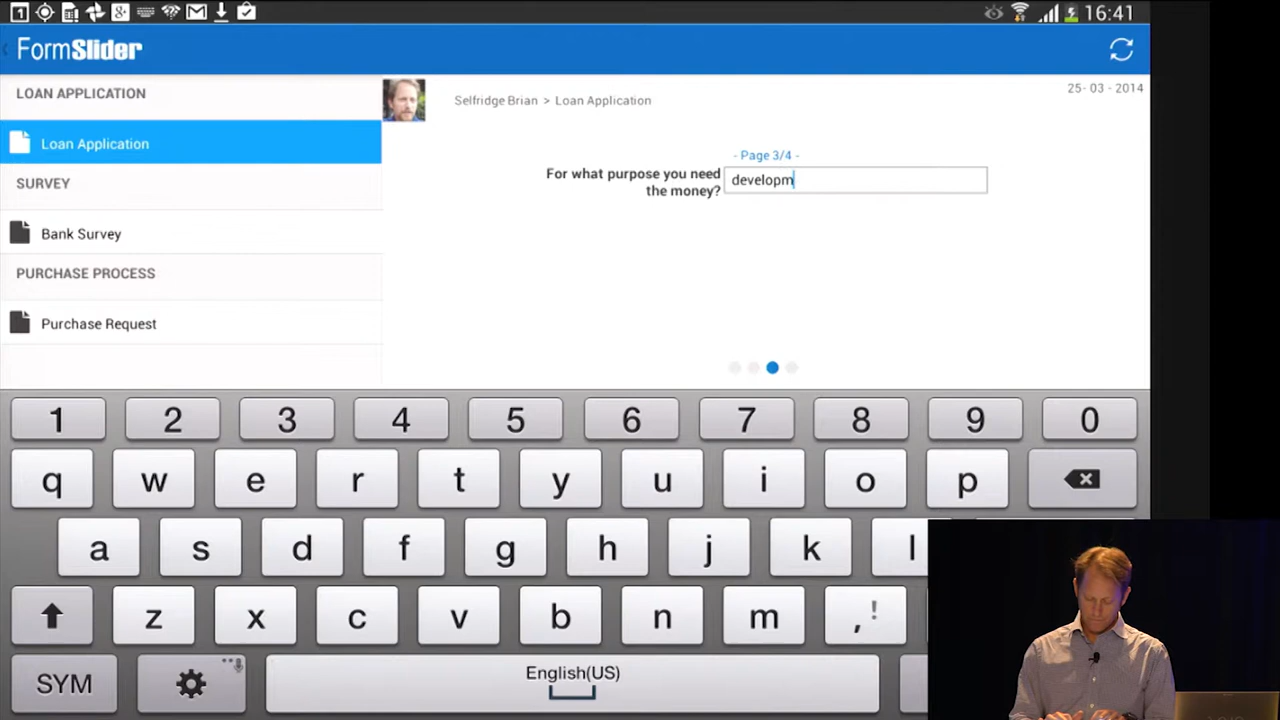 16:41
FormSlider
LOAN APPLICATION
Loan Application
SURVEY
Bank Survey
PURCHASE PROCESS
Purchase Request
Selfridge Brian > Loan Application
25- 03 - 2014
- Page 3/4 -
For what purpose you need
the money?
developm
1 2 3 4 5 6 7 8 9 0
q w e r t y u i o p
a s d f g h j k l
z x c v b n m ,!
SYM
English(US)